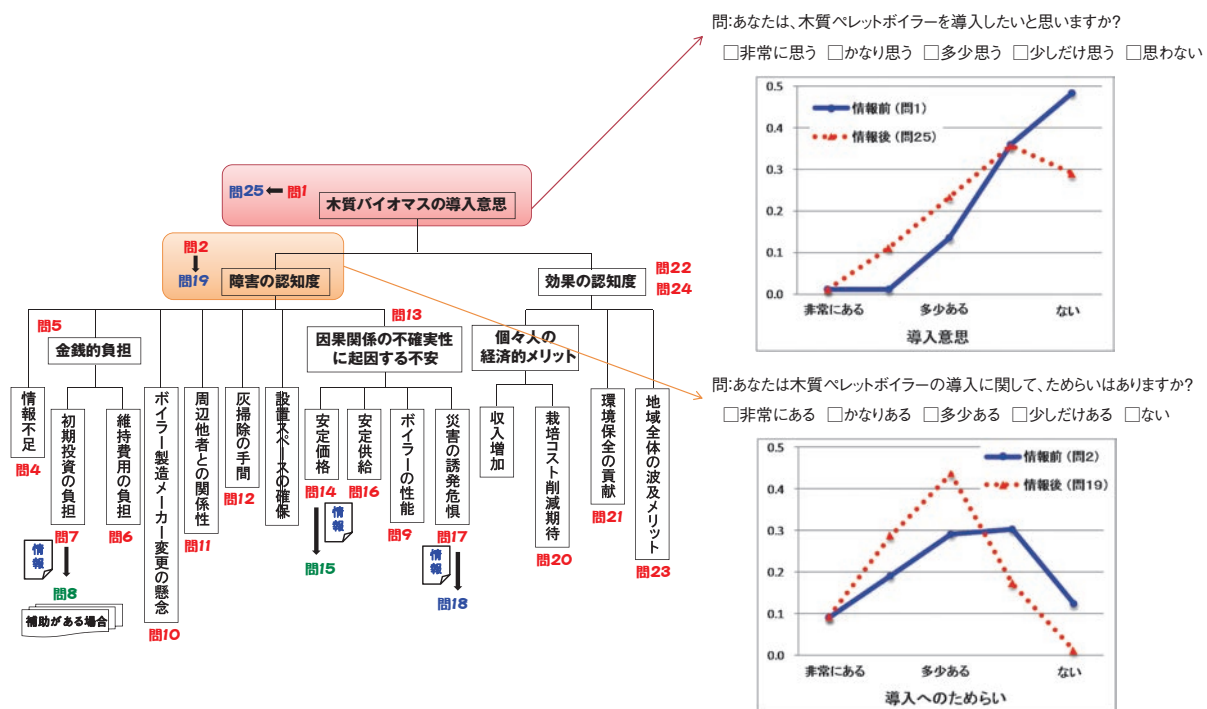 問:あなたは、木質ペレットボイラーを導入したいと思いますか?
□非常に思う □かなり思う □多少思う □少しだけ思う □思わない
0.5
0.4
0.3
0.2
0.1
0.0
情報前(問1)
情報後(問25)
非常にある 多少ある ない
導入意思
問25 問1
木質バイオマスの導入意思
問2
問19
障害の認知度
効果の認知度
問22
問24
問5
金銭的負担
問13
因果関係の不確実性
に起因する不安
個々人の
経済的メリット
情報不足
問4
初期投資の負担
問7
情報
問8
補助がある場合
維持費用の負担
問6
ボイラー製造メーカー変更の懸念
問10
周辺他者との関係性
問11
灰掃除の手間
問12
設置スペースの確保
安定価格
問14
情報
問15
安定供給
問16
ボイラーの性能
問9
災害の誘発危惧
問17
情報
問18
収入増加
栽培コスト削減期待
問20
環境保全の貢献
問21
地域全体の波及メリット
問23
問:あなたは木質ペレットボイラーの導入に関して、ためらいはありますか?
□非常にある □かなりある □多少ある □少しだけある □ない
0.5
0.4
0.3
0.2
0.1
0.0
情報前(問2)
情報後(問19)
非常にある 多少ある ない
導入へのためらい